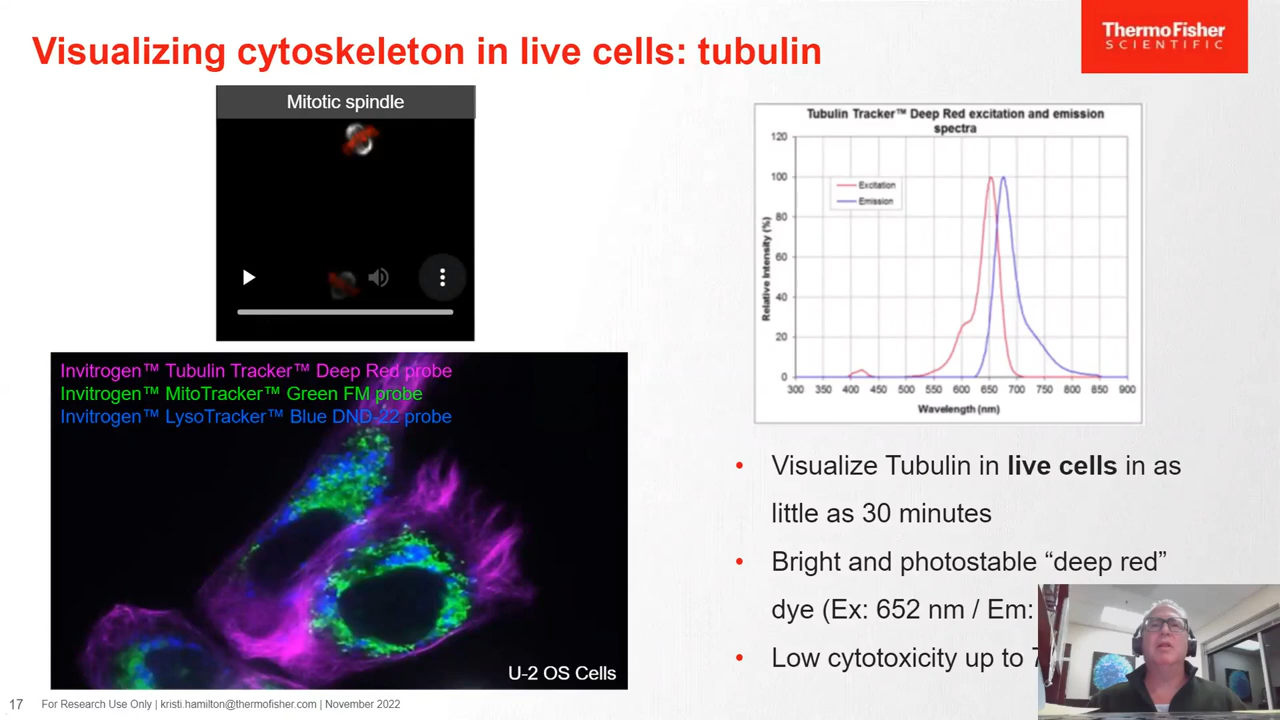 Visualizing cytoskeleton in live cells: tubulin
ThermoFisher
SCIENTIFIC
Mitotic spindle
Invitrogen™ Tubulin Tracker™ Deep Red probe
Invitrogen™ MitoTracker™ Green FM probe
Invitrogen™ LysoTracker™ Blue DND-22 probe
U-2 OS Cells
Tubulin Tracker™ Deep Red excitation and emission
spectra
Relative Intensity (%)
120
100
80
60
40
20
0
Excitation
Emission
300 350 400 450 500 550 600 650 700 750 800 850 900
Wavelength (nm)
• Visualize Tubulin in live cells in as
little as 30 minutes
• Bright and photostable “deep red”
dye (Ex: 652 nm / Em:
• Low cytotoxicity up to
17 For Research Use Only | kristi.hamilton@thermofisher.com | November 2022